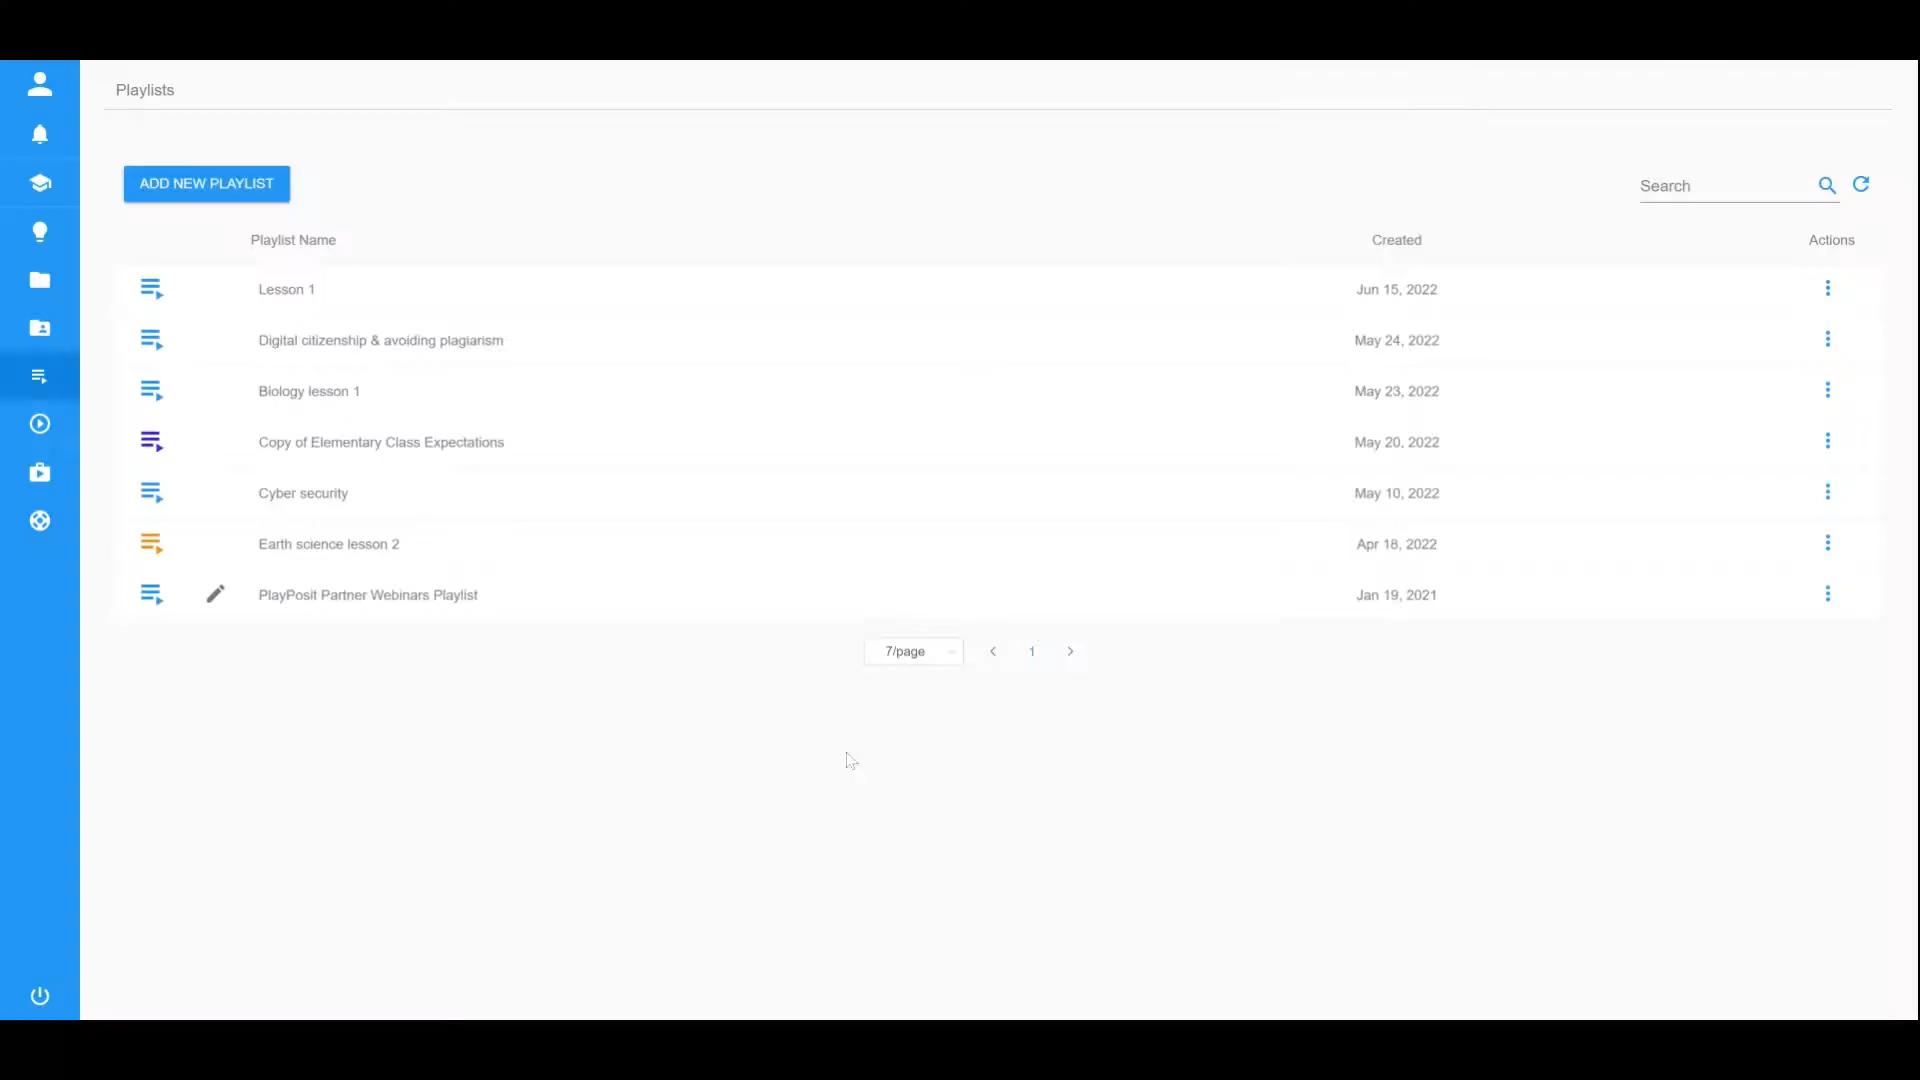 Playlists
ADD NEW PLAYLIST
Search
Playlist Name Created Actions
Lesson 1 Jun 15, 2022
Digital citizenship & avoiding plagiarism May 24, 2022
Biology lesson 1 May 23, 2022
Copy of Elementary Class Expectations May 20, 2022
Cyber security May 10, 2022
Earth science lesson 2 Apr 18, 2022
PlayPosit Partner Webinars Playlist Jan 19, 2021
7/page 1